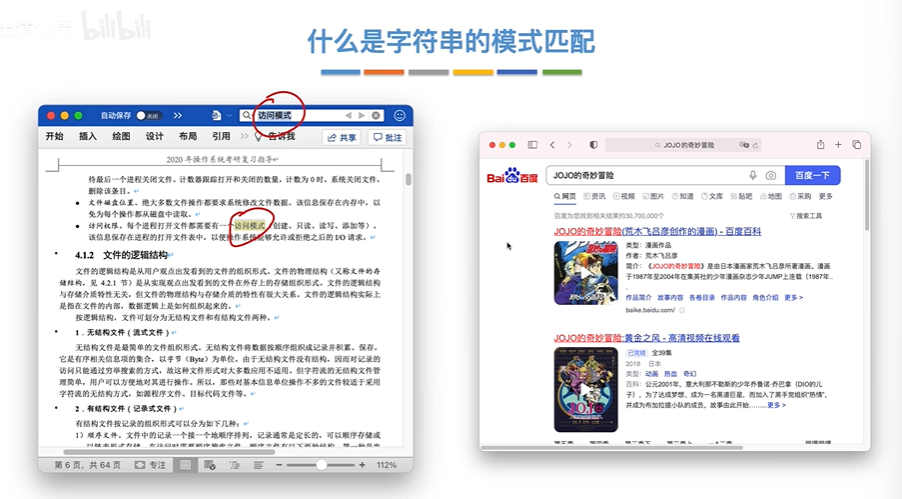 bilibili
什么是字符串的模式匹配
自动保存 关闭
访问模式
开始 插入 绘图 设计 布局 引用 告诉我 共享 批注
2020 年操作系统考研复习指导
待最后一个进程关闭文件。计数器跟踪打开和关闭的数量，计数为 0 时，系统关闭文件，
删除该条目。
● 文件磁盘位置。绝大多数文件操作都要求系统修改文件数据。该信息保存在内存中，以
免为每个操作都从磁盘中读取。
● 访问权限。每个进程打开文件都需要有一个访问模式（创建、只读、读写、添加等）。
该信息保存在进程的打开文件表中，以便操作系统能够允许或拒绝之后的 I/O 请求。
4.1.2 文件的逻辑结构
文件的逻辑结构是从用户观点出发看到的文件的组织形式。文件的物理结构（又称文件的存
储结构，见 4.2.1 节）是从实现观点出发看到的文件在外存上的存储组织形式。文件的逻辑结构
与存储介质特性无关，但文件的物理结构与存储介质的特性有很大关系。文件的逻辑结构实际上
是指在文件的内部，数据逻辑上是如何组织起来的。
按逻辑结构，文件可划分为无结构文件和有结构文件两种。
1．无结构文件（流式文件）
无结构文件是最简单的文件组织形式。无结构文件将数据按顺序组织成记录并积累、保存，
它是有序相关信息项的集合，以字节（Byte）为单位。由于无结构文件没有结构，因而对记录的
访问只能通过穷举搜索的方式，故这种文件形式对大多数应用不适用。但字符流的无结构文件管
理简单，用户可以方便地对其进行操作。所以，那些对基本信息单位操作不多的文件较适于采用
字符流的无结构方式，如源程序文件、目标代码文件等。
2．有结构文件（记录式文件）
有结构文件按记录的组织形式可以分为如下几种：
1）顺序文件。文件中的记录一个接一个地顺序排列，记录通常是定长的，可以顺序存储或
第 6 页，共 64 页 专注 112%
JOJO的奇妙冒险
Bai du 百度 JOJO的奇妙冒险 百度一下
网页 资讯 视频 图片 知道 文库 贴吧 地图 采购 更多
百度为您找到相关结果约30,700,000个 搜索工具
JOJO的奇妙冒险(荒木飞吕彦创作的漫画) - 百度百科
类型：漫画作品
作者：荒木飞吕彦
简介：《JOJO的奇妙冒险》是由日本漫画家荒木飞吕彦所著漫画。漫画
于1987年至2004年在集英社的少年漫画杂志少年JUMP上连载（1987年...
作品简介 故事内容 各卷目录 作品内容 角色介绍 更多 >
baike.baidu.com/
JOJO的奇妙冒险:黄金之风 - 高清视频在线观看
已完结 全39集
2018 日本
类型：动画 热血 奇幻
百科：公元2001年，意大利那不勒斯的少年乔鲁诺·乔巴拿（DIO的儿
子），为了达成梦想、成为一名黑道巨星，而加入了黑手党组织“热情”，
并成为布加拉提小队的成员，故事由此开始……更多 >